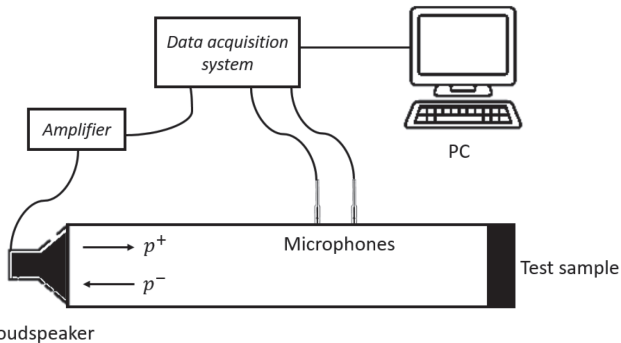 Data acquisition
system
Amplifier
PC
p⁺
Microphones
p⁻
Test sample
oudspeaker